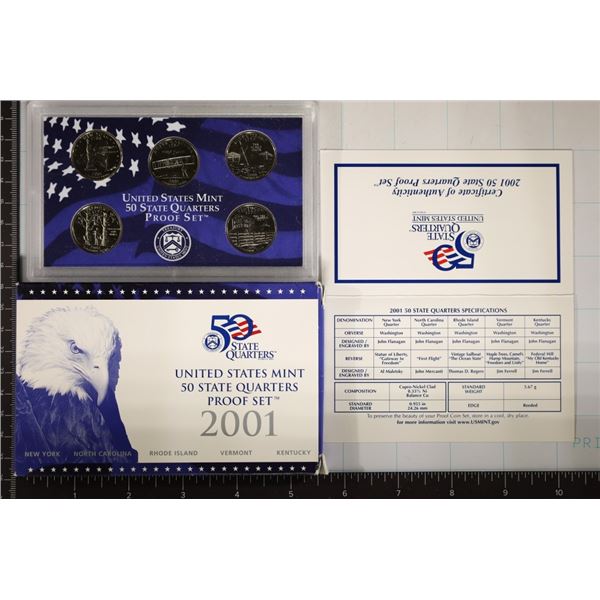 UNITED STATES MINT
50 STATE QUARTERS
PROOF SET™
50
STATE
QUARTERS™
UNITED STATES MINT
50 STATE QUARTERS
PROOF SET™
2001
NEW YORK NORTH CAROLINA RHODE ISLAND VERMONT KENTUCKY
2001 50 State Quarters Proof Set™
Certificate of Authenticity
50
STATE
QUARTERS
UNITED STATES MINT
2001 50 STATE QUARTERS SPECIFICATIONS
DENOMINATION New York Quarter North Carolina Quarter Rhode Island Quarter Vermont Quarter Kentucky Quarter
OBVERSE Washington Washington Washington Washington Washington
DESIGNED / ENGRAVED BY John Flanagan John Flanagan John Flanagan John Flanagan John Flanagan
REVERSE Statue of Liberty, "Gateway to Freedom" "First Flight" Vintage Sailboat "The Ocean State" Maple Trees, Camel's Hump Mountain, "Freedom and Unity" Federal Hill "My Old Kentucky Home"
DESIGNED / ENGRAVED BY Al Maletsky John Mercanti Thomas D. Rogers Jim Ferrell Jim Ferrell
COMPOSITION Cupro-Nickel Clad 8.33% Ni Balance Cu STANDARD WEIGHT 5.67 g
STANDARD DIAMETER 0.955 in 24.26 mm EDGE Reeded
To preserve the beauty of your Proof Coin Set, store in a cool, dry place.
for more information visit www.USMINT.gov
PRI
1 2 3 4 5 6 7 8 9 10